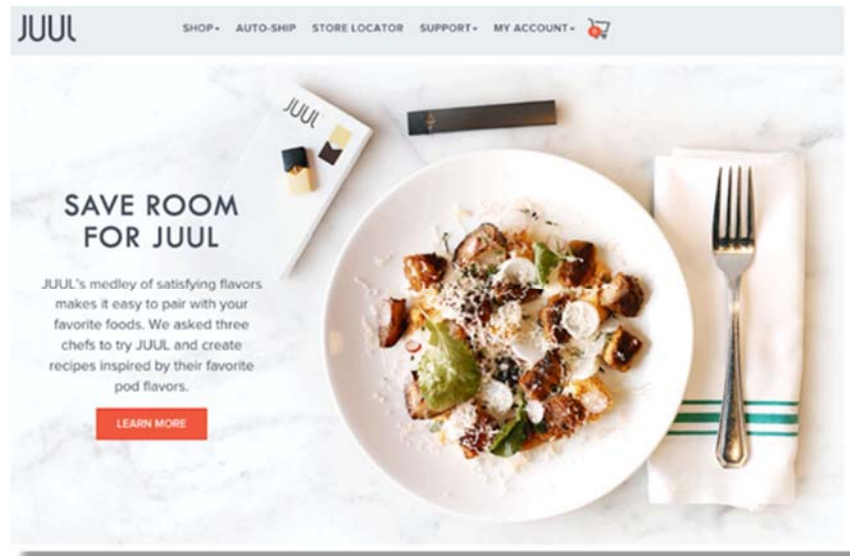 JUUL
SHOP AUTO-SHIP STORE LOCATOR SUPPORT MY ACCOUNT 0
JUUL
SAVE ROOM
FOR JUUL
JUUL's medley of satisfying flavors
makes it easy to pair with your
favorite foods. We asked three
chefs to try JUUL and create
recipes inspired by their favorite
pod flavors.
LEARN MORE